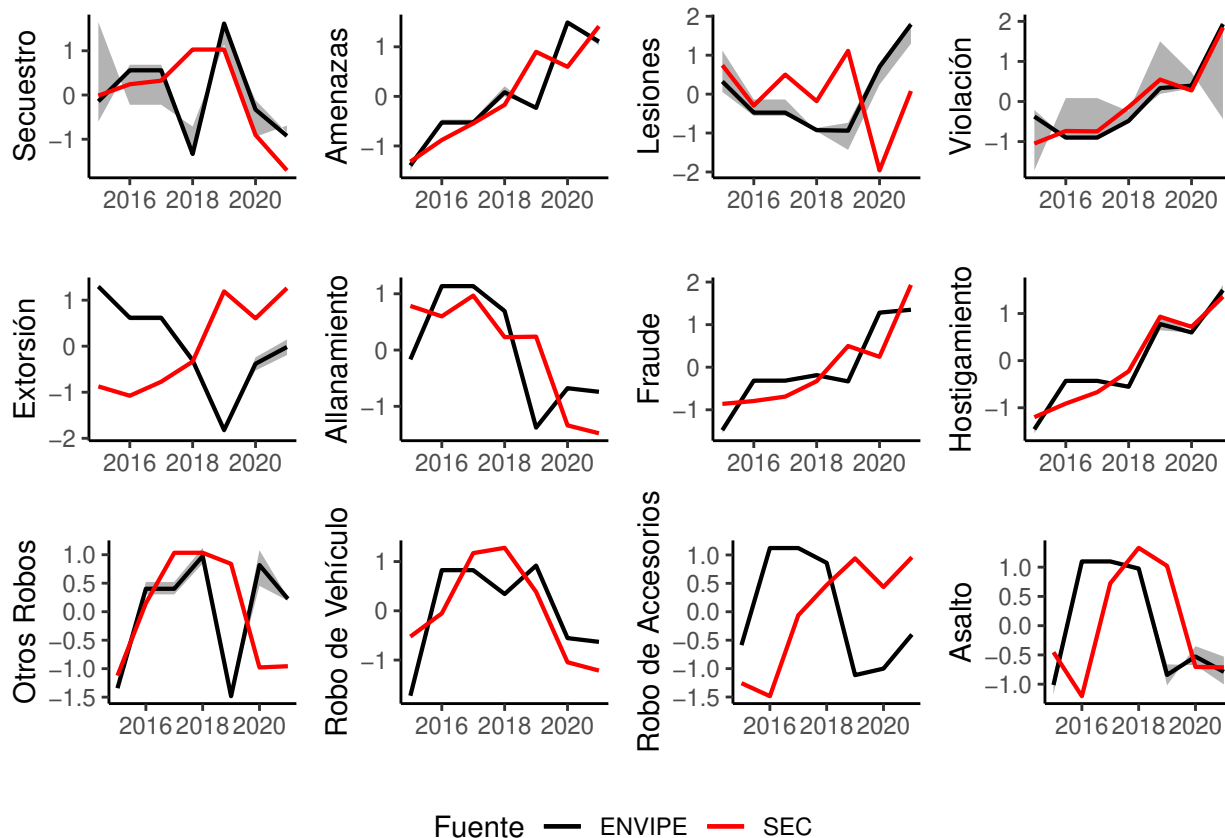 Secuestro
1
0
−1
2016 2018 2020
Amenazas
1
0
−1
2016 2018 2020
Lesiones
2
1
0
−1
−2
2016 2018 2020
Violación
2
1
0
−1
2016 2018 2020
Extorsión
1
0
−1
−2
2016 2018 2020
Allanamiento
1
0
−1
2016 2018 2020
Fraude
2
1
0
−1
2016 2018 2020
Hostigamiento
1
0
−1
2016 2018 2020
Otros Robos
1.0
0.5
0.0
−0.5
−1.0
−1.5
2016 2018 2020
Robo de Vehículo
1
0
−1
2016 2018 2020
Robo de Accesorios
1.0
0.5
0.0
−0.5
−1.0
−1.5
2016 2018 2020
Asalto
1.0
0.5
0.0
−0.5
−1.0
2016 2018 2020
Fuente ENVIPE SEC